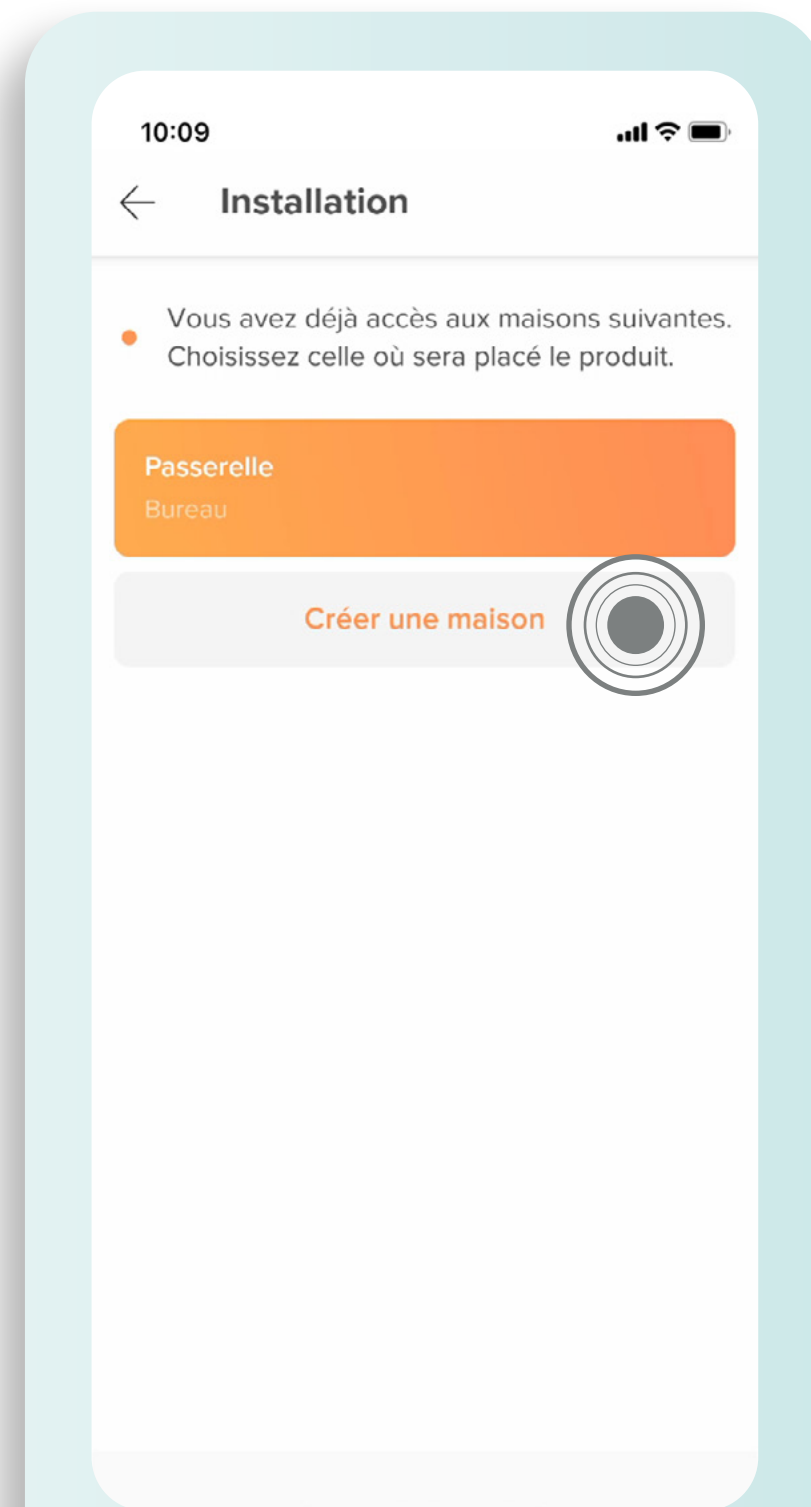 10:09
Installation
Vous avez déjà accès aux maisons suivantes.
Choisissez celle où sera placé le produit.
Passerelle
Bureau
Créer une maison